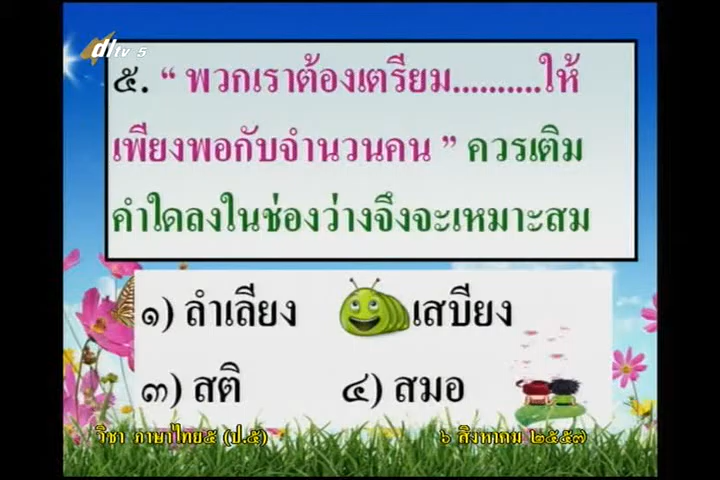 dltv 5
๕. “ พวกเราต้องเตรียม..........ให้
เพียงพอกับจำนวนคน ” ควรเติม
คำใดลงในช่องว่างจึงจะเหมาะสม
๑) ลำเลียง เสบียง
๓) สติ ๔) สมอ
วิชา ภาษาไทย๕ (ป.๕) ๖ สิงหาคม ๒๕๕๗